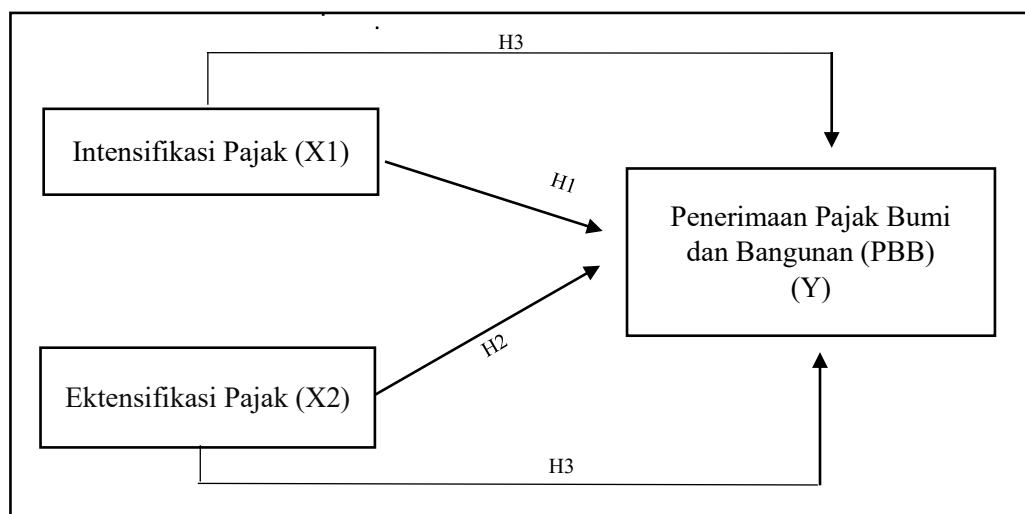 H3
Intensifikasi Pajak (X1)
H1
Penerimaan Pajak Bumi
dan Bangunan (PBB)
(Y)
H2
Ektensifikasi Pajak (X2)
H3